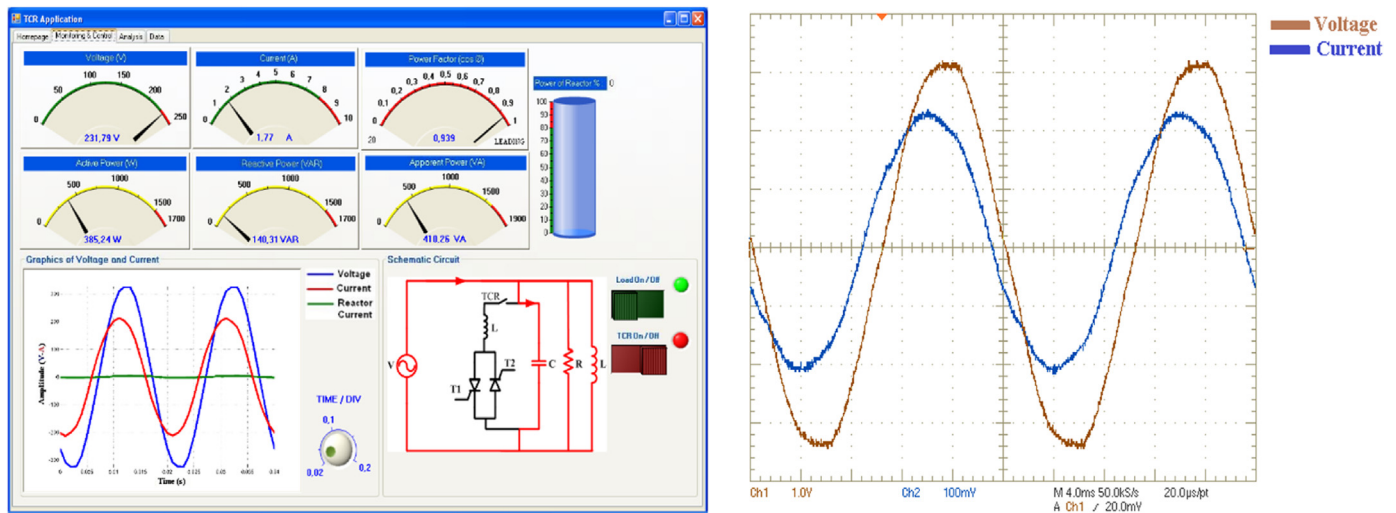 TCR Application
Homepage Monitoring & Control Analysis Data
Voltage (V)
0 50 100 150 200 250
231,79 V
Current (A)
0 1 2 3 4 5 6 7 8 9 10
1,77 A
Power Factor (cos Ø)
0 0,1 0,2 0,3 0,4 0,5 0,6 0,7 0,8 0,9 1
20
0,939
LEADING
Power of Reactor % 0
100
90
80
70
60
50
40
30
20
10
0
Active Power (W)
0 500 1000 1500 1700
385,24 W
Reactive Power (VAR)
0 500 1000 1500 1700
140,31 VAR
Apparent Power (VA)
0 500 1000 1500 1900
410,26 VA
Graphics of Voltage and Current
Voltage
Current
Reactor
Current
Amplitude (V-A)
Time (s)
TIME / DIV
0,02 0,1 0,2
Schematic Circuit
TCR
L
V
T1
T2
C
R
L
Load On / Off
TCR On / Off
Voltage
Current
Ch1 1.0V Ch2 100mV M 4.0ms 50.0kS/s 20.0µs/pt
A Ch1 / 20.0mV